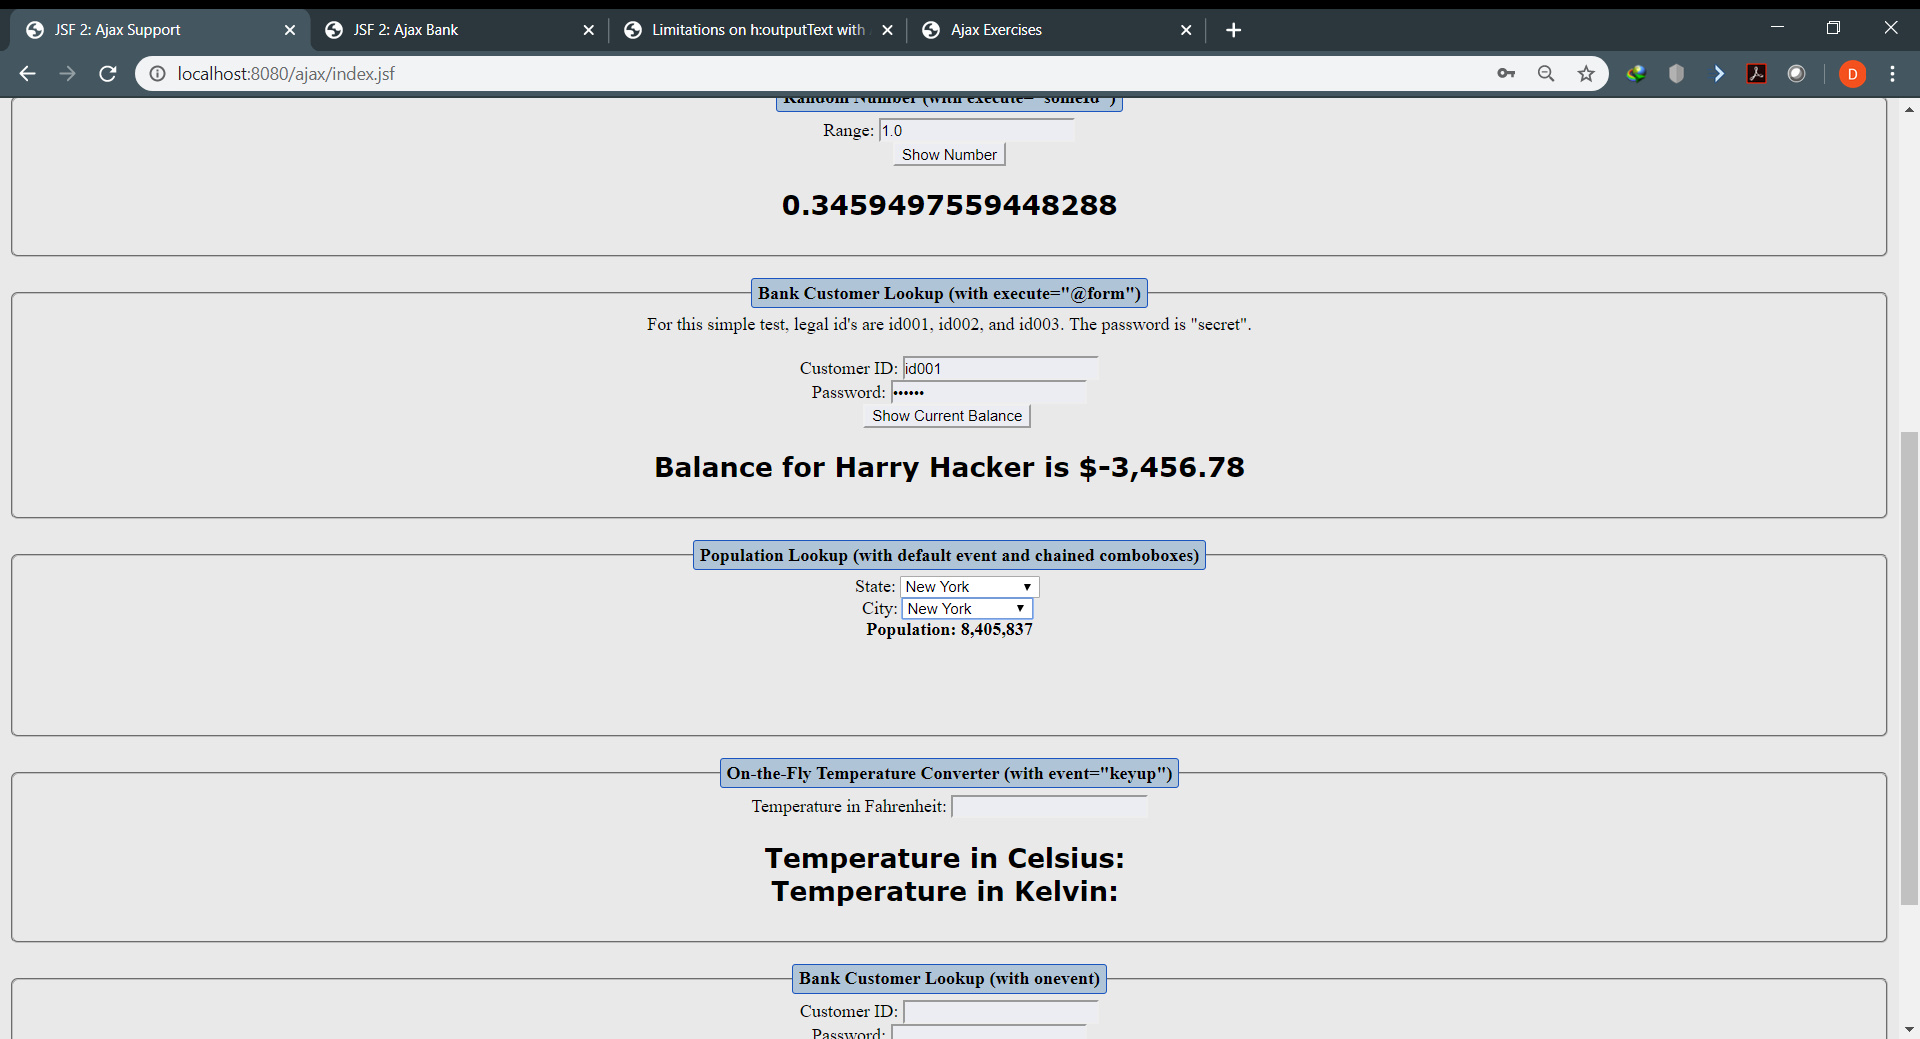 JSF 2: Ajax Support
JSF 2: Ajax Bank
Limitations on h:outputText with
Ajax Exercises
localhost:8080/ajax/index.jsf
D
Random Number (with execute="someId")
Range: 1.0
Show Number
0.3459497559448288
Bank Customer Lookup (with execute="@form")
For this simple test, legal id's are id001, id002, and id003. The password is "secret".
Customer ID: id001
Password: ••••••
Show Current Balance
Balance for Harry Hacker is $-3,456.78
Population Lookup (with default event and chained comboboxes)
State: New York
City: New York
Population: 8,405,837
On-the-Fly Temperature Converter (with event="keyup")
Temperature in Fahrenheit:
Temperature in Celsius:
Temperature in Kelvin:
Bank Customer Lookup (with onevent)
Customer ID:
Password: